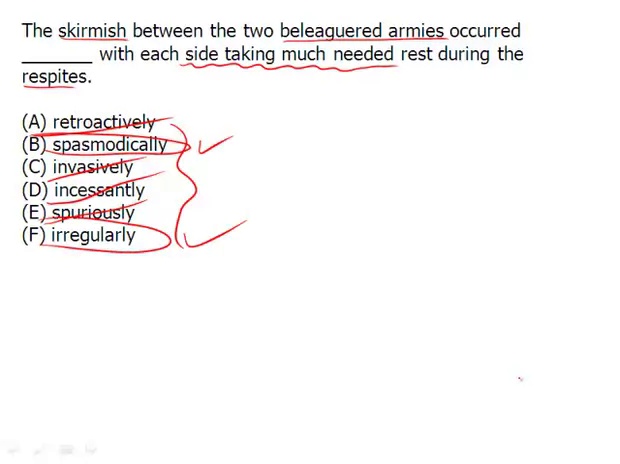 The skirmish between the two beleaguered armies occurred
_______ with each side taking much needed rest during the
respites.
(A) retroactively
(B) spasmodically
(C) invasively
(D) incessantly
(E) spuriously
(F) irregularly